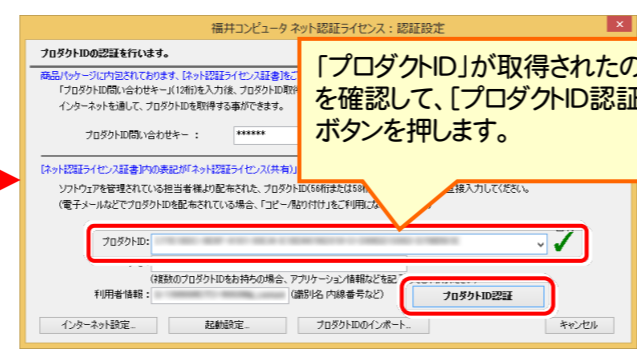 福井コンピュータ ネット認証ライセンス：認証設定
プロダクトIDの認証を行います。
「プロダクトID」が取得されたの
を確認して、[プロダクトID認証
ボタンを押します。
商品パッケージに内包されております、【ネット認証ライセンス証書】をご
「プロダクトID問い合わせキー」(12桁)を入力後、プロダクトID取
インターネットを通して、プロダクトIDを取得する事ができます。
プロダクトID問い合わせキー ： ******
【ネット認証ライセンス証書】内の表記が「ネット認証ライセンス(共有)」
ソフトウェアを管理されている担当者様より配布された、プロダクトID(56桁または58
直接入力してください。
(電子メールなどでプロダクトIDを配布されている場合、「コピー/貼り付け」をご利用に
プロダクトID:
(複数のプロダクトIDをお持ちの場合、アプリケーション情報などを記
利用者情報： (識別名 内線番号など) プロダクトID認証
インターネット設定... 起動設定... プロダクトIDのインポート... キャンセル